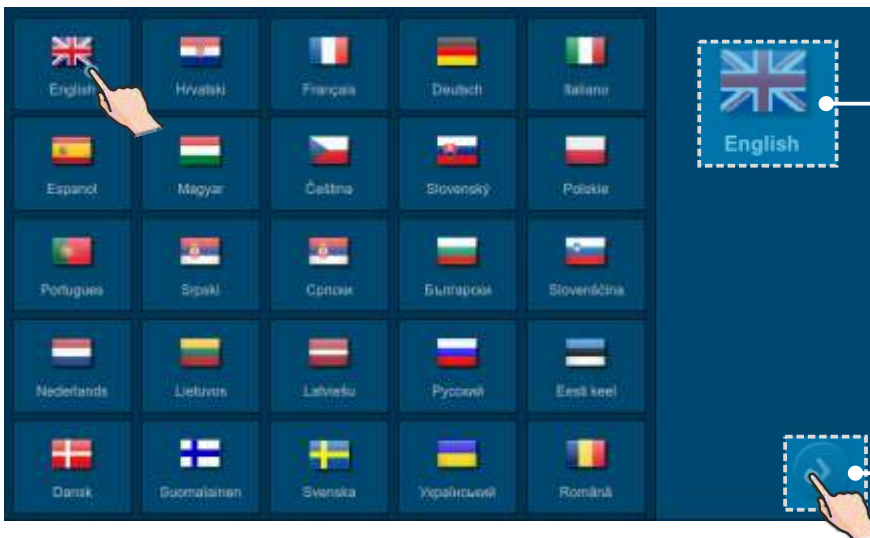 English Hrvatski Français Deutsch Italiano
English
Espanol Magyar Čeština Slovenský Polskie
Portugues Srpski Српски Български Slovenščina
Nederlands Lietuvos Latviešu Русский Eesti keel
Dansk Suomalainen Svenska Український Română